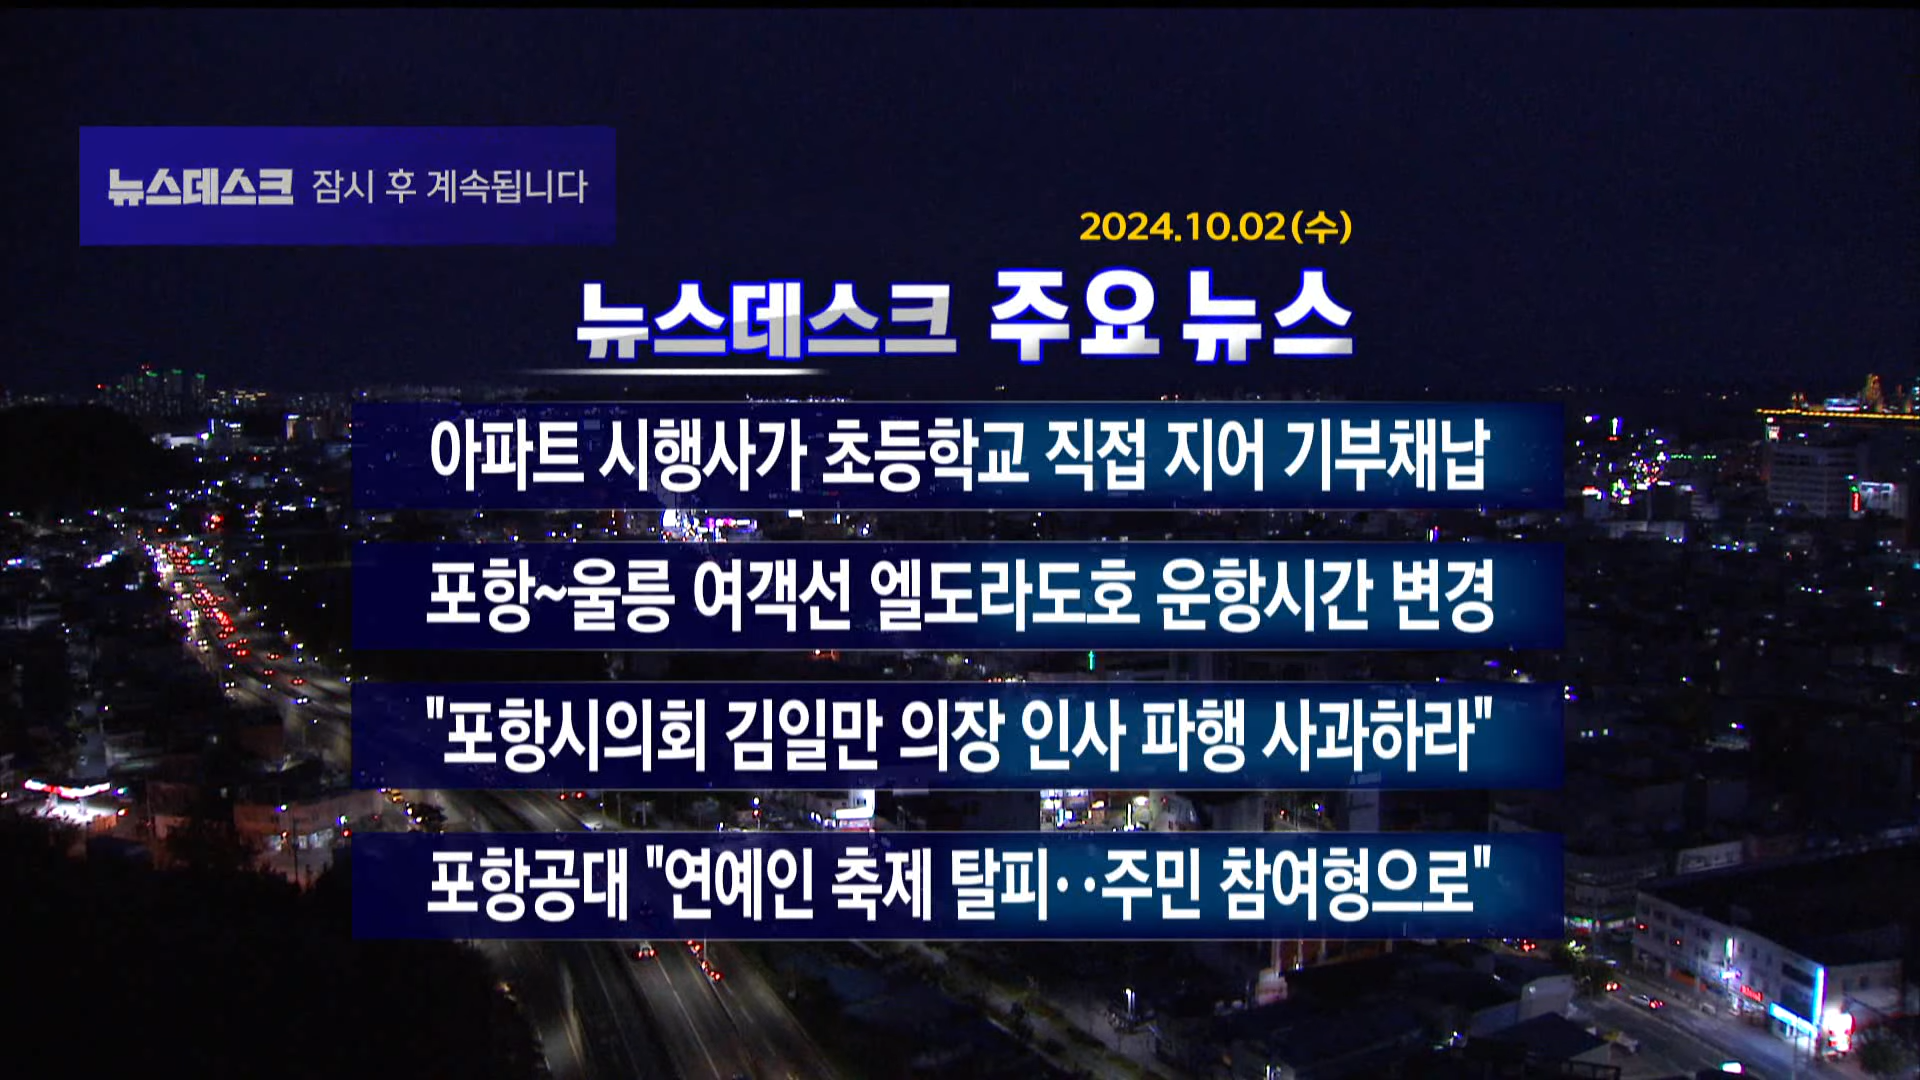 뉴스데스크 잠시 후 계속됩니다
2024.10.02(수)
뉴스데스크 주요뉴스
아파트 시행사가 초등학교 직접 지어 기부채납
포항~울릉 여객선 엘도라도호 운항시간 변경
"포항시의회 김일만 의장 인사 파행 사과하라"
포항공대 "연예인 축제 탈피‥주민 참여형으로"